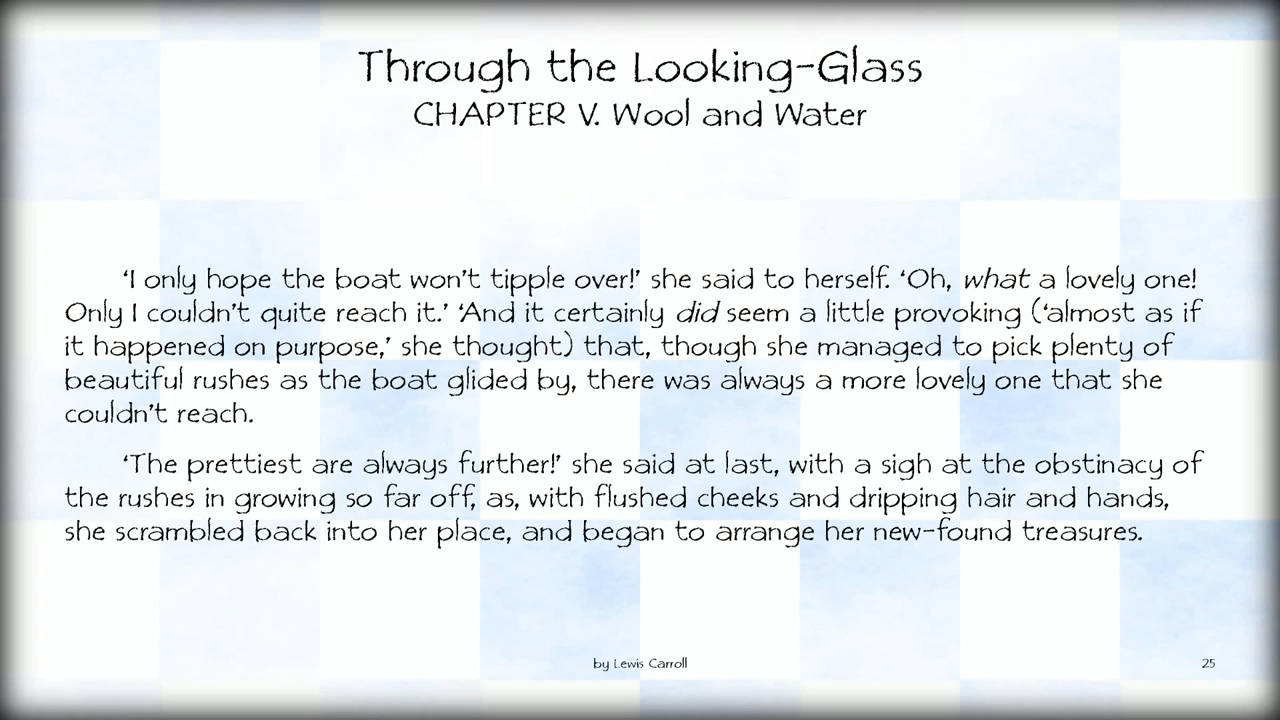 Through the Looking-Glass
CHAPTER V. Wool and Water
‘I only hope the boat won’t tipple over!’ she said to herself. ‘Oh, what a lovely one!
Only I couldn’t quite reach it.’ ‘And it certainly did seem a little provoking (‘almost as if
it happened on purpose,’ she thought) that, though she managed to pick plenty of
beautiful rushes as the boat glided by, there was always a more lovely one that she
couldn’t reach.
‘The prettiest are always further!’ she said at last, with a sigh at the obstinacy of
the rushes in growing so far off, as, with flushed cheeks and dripping hair and hands,
she scrambled back into her place, and began to arrange her new-found treasures.
by Lewis Carroll
25